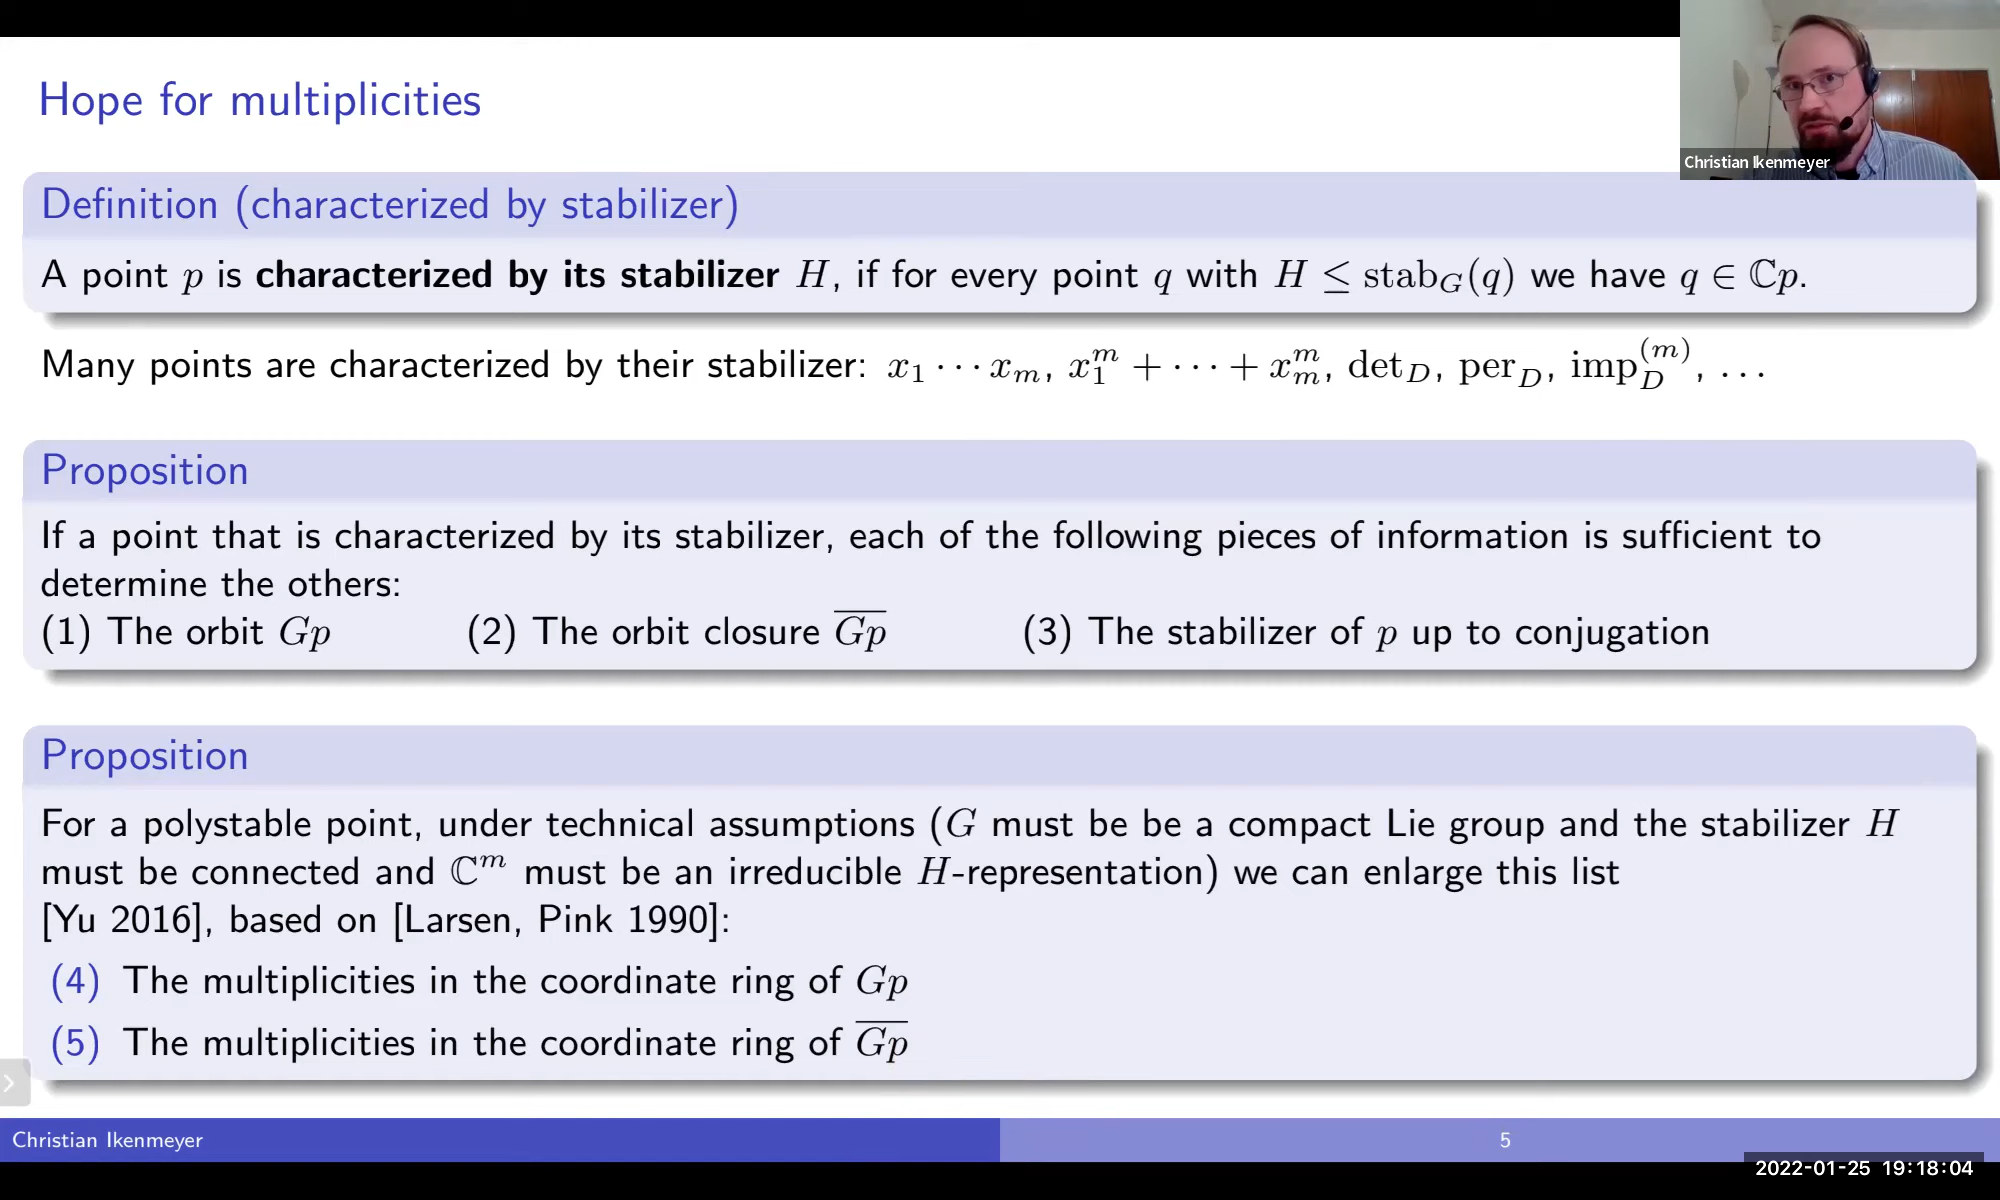 Hope for multiplicities
Christian Ikenmeyer
Definition (characterized by stabilizer)
A point p is characterized by its stabilizer H, if for every point q with H ≤ stab_G(q) we have q ∈ ℂp.
Many points are characterized by their stabilizer: x_1 ⋯ x_m, x_1^m + ⋯ + x_m^m, det_D, per_D, imp_D^(m), …
Proposition
If a point that is characterized by its stabilizer, each of the following pieces of information is sufficient to
determine the others:
(1) The orbit Gp (2) The orbit closure \overline{Gp} (3) The stabilizer of p up to conjugation
Proposition
For a polystable point, under technical assumptions (G must be be a compact Lie group and the stabilizer H
must be connected and ℂ^m must be an irreducible H-representation) we can enlarge this list
[Yu 2016], based on [Larsen, Pink 1990]:
(4) The multiplicities in the coordinate ring of Gp
(5) The multiplicities in the coordinate ring of \overline{Gp}
Christian Ikenmeyer 5
2022-01-25 19:18:04